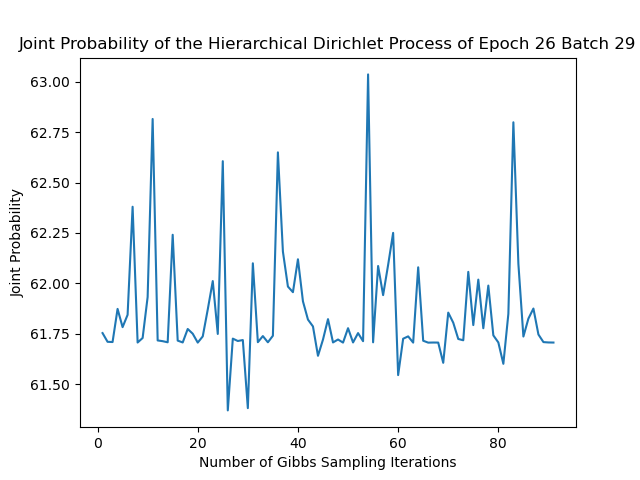 Joint Probability of the Hierarchical Dirichlet Process of Epoch 26 Batch 29
63.00
62.75
62.50
62.25
62.00
61.75
61.50
Joint Probability
0 20 40 60 80
Number of Gibbs Sampling Iterations